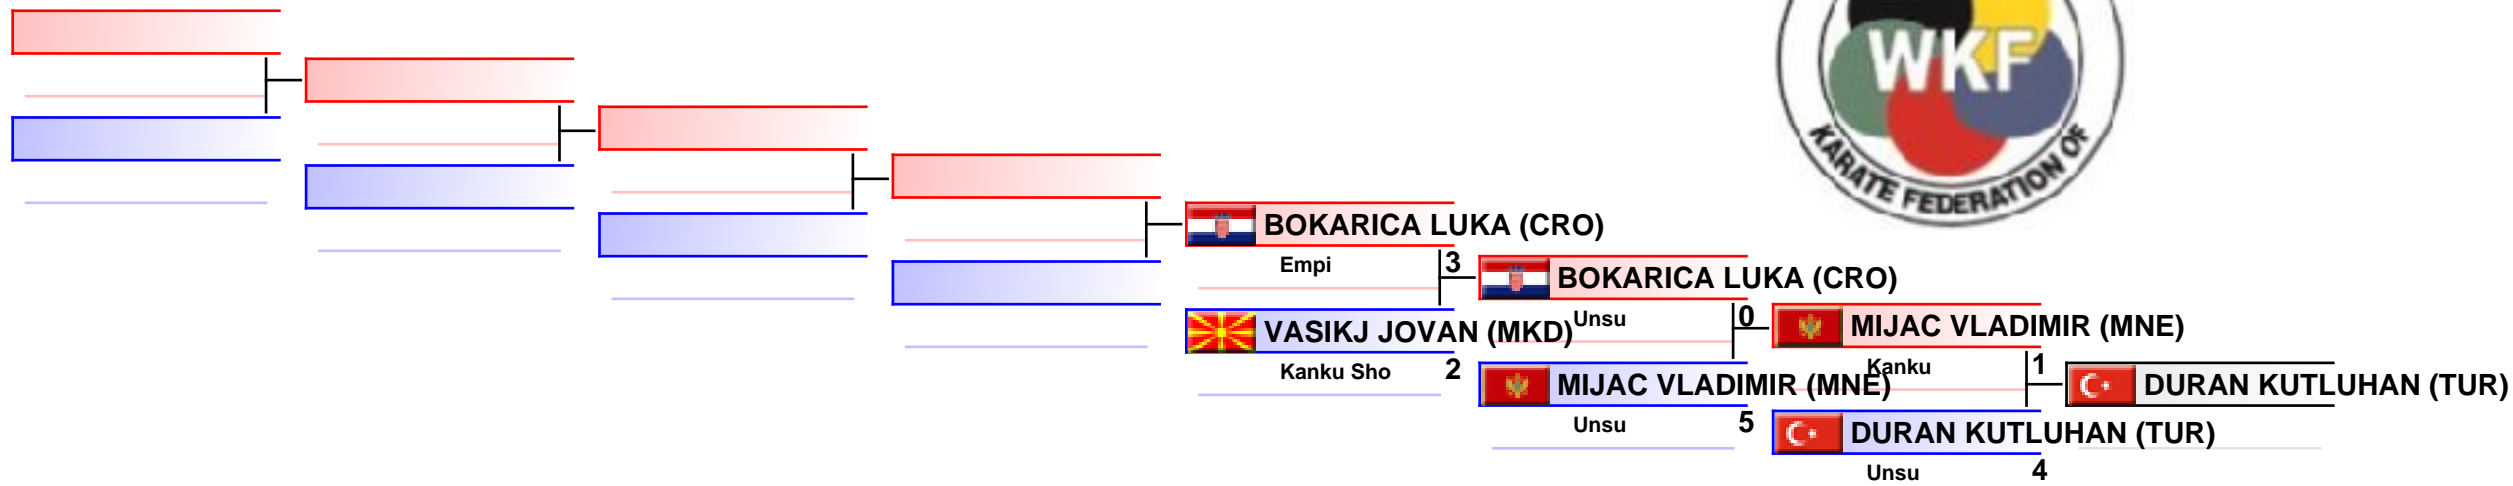 WKF
KARATE FEDERATION OF
BOKARICA LUKA (CRO)
Empi
3
BOKARICA LUKA (CRO)
VASIKJ JOVAN (MKD)
Unsu
0
MIJAC VLADIMIR (MNE)
Kanku Sho
2
MIJAC VLADIMIR (MNE)
Kanku
1
DURAN KUTLUHAN (TUR)
Unsu
5
DURAN KUTLUHAN (TUR)
Unsu
4